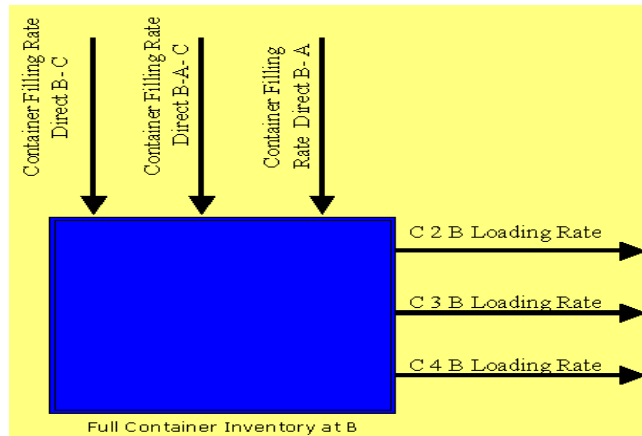 Container Filling Rate
Direct B- C
Container Filling Rate
Direct B-A- C
Container Filling
Rate Direct B- A
C 2 B Loading Rate
C 3 B Loading Rate
C 4 B Loading Rate
Full Container Inventory at B